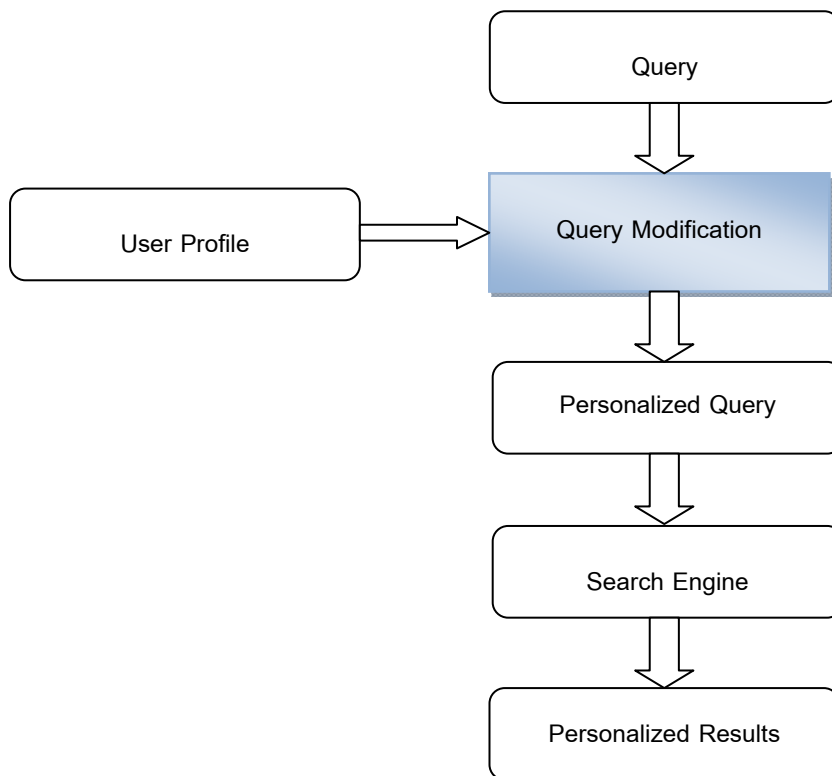 Query
Query Modification
User Profile
Personalized Query
Search Engine
Personalized Results